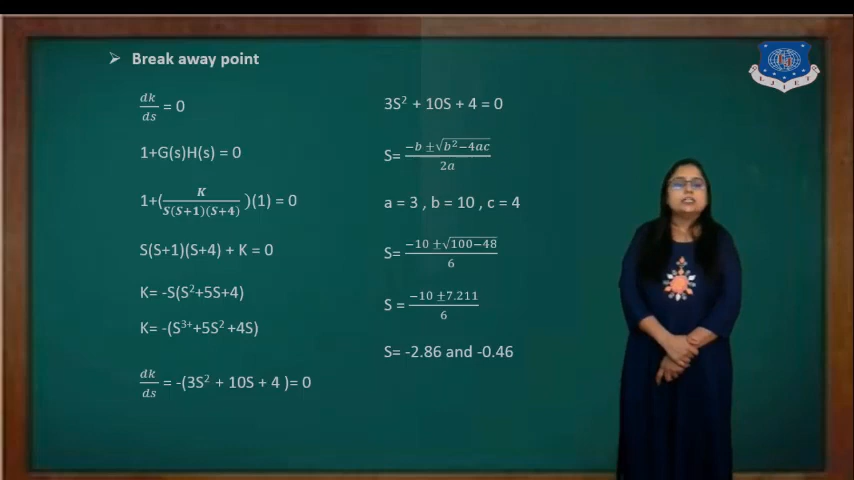 ➤ Break away point
dk/ds = 0
1+G(s)H(s) = 0
1+(K/S(S+1)(S+4))(1) = 0
S(S+1)(S+4) + K = 0
K= -S(S²+5S+4)
K= -(S³⁺+5S² +4S)
dk/ds = -(3S² + 10S + 4 )= 0
3S² + 10S + 4 = 0
S= (−b ±√(b²−4ac))/2a
a = 3 , b = 10 , c = 4
S= (−10 ±√(100−48))/6
S = (−10 ±7.211)/6
S= -2.86 and -0.46
LJIET